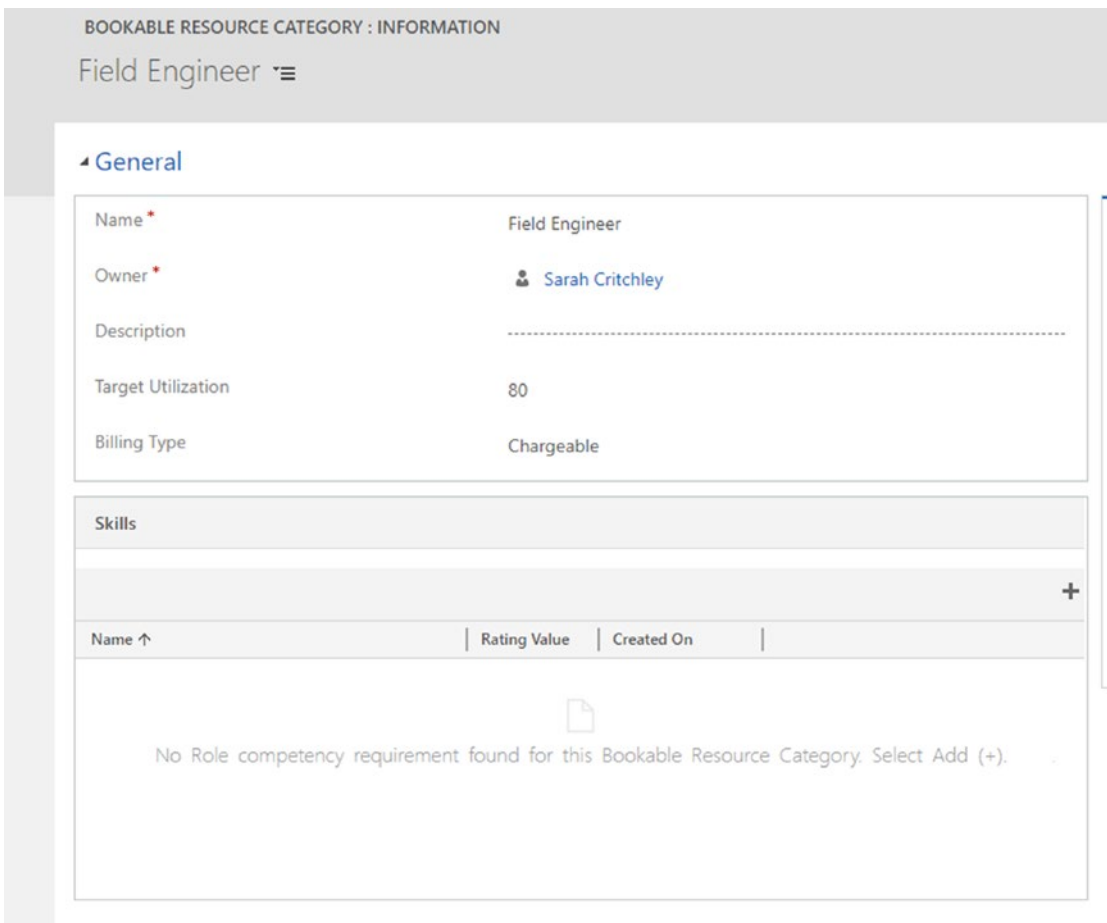 BOOKABLE RESOURCE CATEGORY : INFORMATION
Field Engineer
General
Name * Field Engineer
Owner * Sarah Critchley
Description
Target Utilization 80
Billing Type Chargeable
Skills
+
Name ↑ Rating Value Created On
No Role competency requirement found for this Bookable Resource Category. Select Add (+).